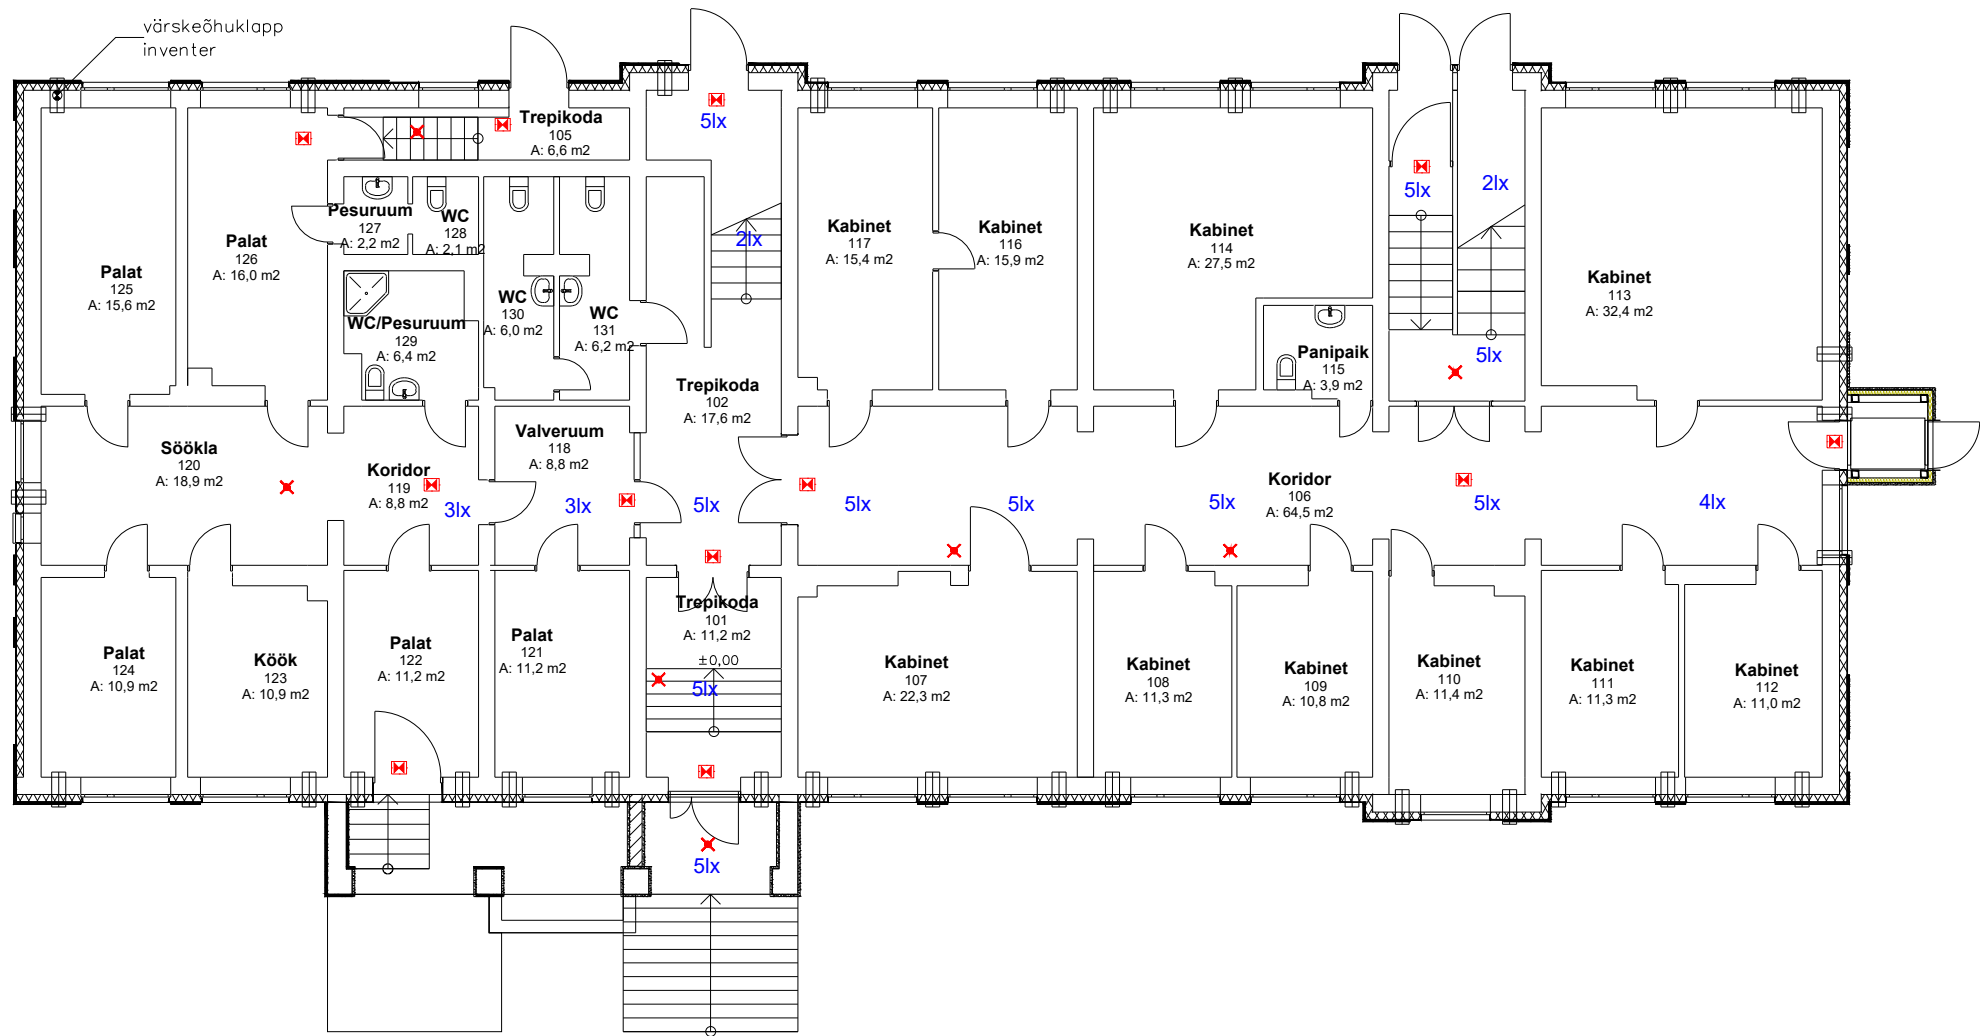 värskeõhuklapp
inventer
Trepikoda
105
A: 6,6 m2
5lx
Pesuruum
127
A: 2,2 m2
WC
128
A: 2,1 m2
Palat
125
A: 15,6 m2
Palat
126
A: 16,0 m2
WC/Pesuruum
129
A: 6,4 m2
WC
130
A: 6,0 m2
WC
131
A: 6,2 m2
2lx
Kabinet
117
A: 15,4 m2
Kabinet
116
A: 15,9 m2
Kabinet
114
A: 27,5 m2
5lx
2lx
Kabinet
113
A: 32,4 m2
Panipaik
115
A: 3,9 m2
5lx
Trepikoda
102
A: 17,6 m2
Söökla
120
A: 18,9 m2
Koridor
119
A: 8,8 m2
3lx
Valveruum
118
A: 8,8 m2
3lx
5lx
5lx
5lx
5lx
Koridor
106
A: 64,5 m2
5lx
4lx
Palat
124
A: 10,9 m2
Köök
123
A: 10,9 m2
Palat
122
A: 11,2 m2
Palat
121
A: 11,2 m2
Trepikoda
101
A: 11,2 m2
±0,00
5lx
Kabinet
107
A: 22,3 m2
Kabinet
108
A: 11,3 m2
Kabinet
109
A: 10,8 m2
Kabinet
110
A: 11,4 m2
Kabinet
111
A: 11,3 m2
Kabinet
112
A: 11,0 m2
5lx